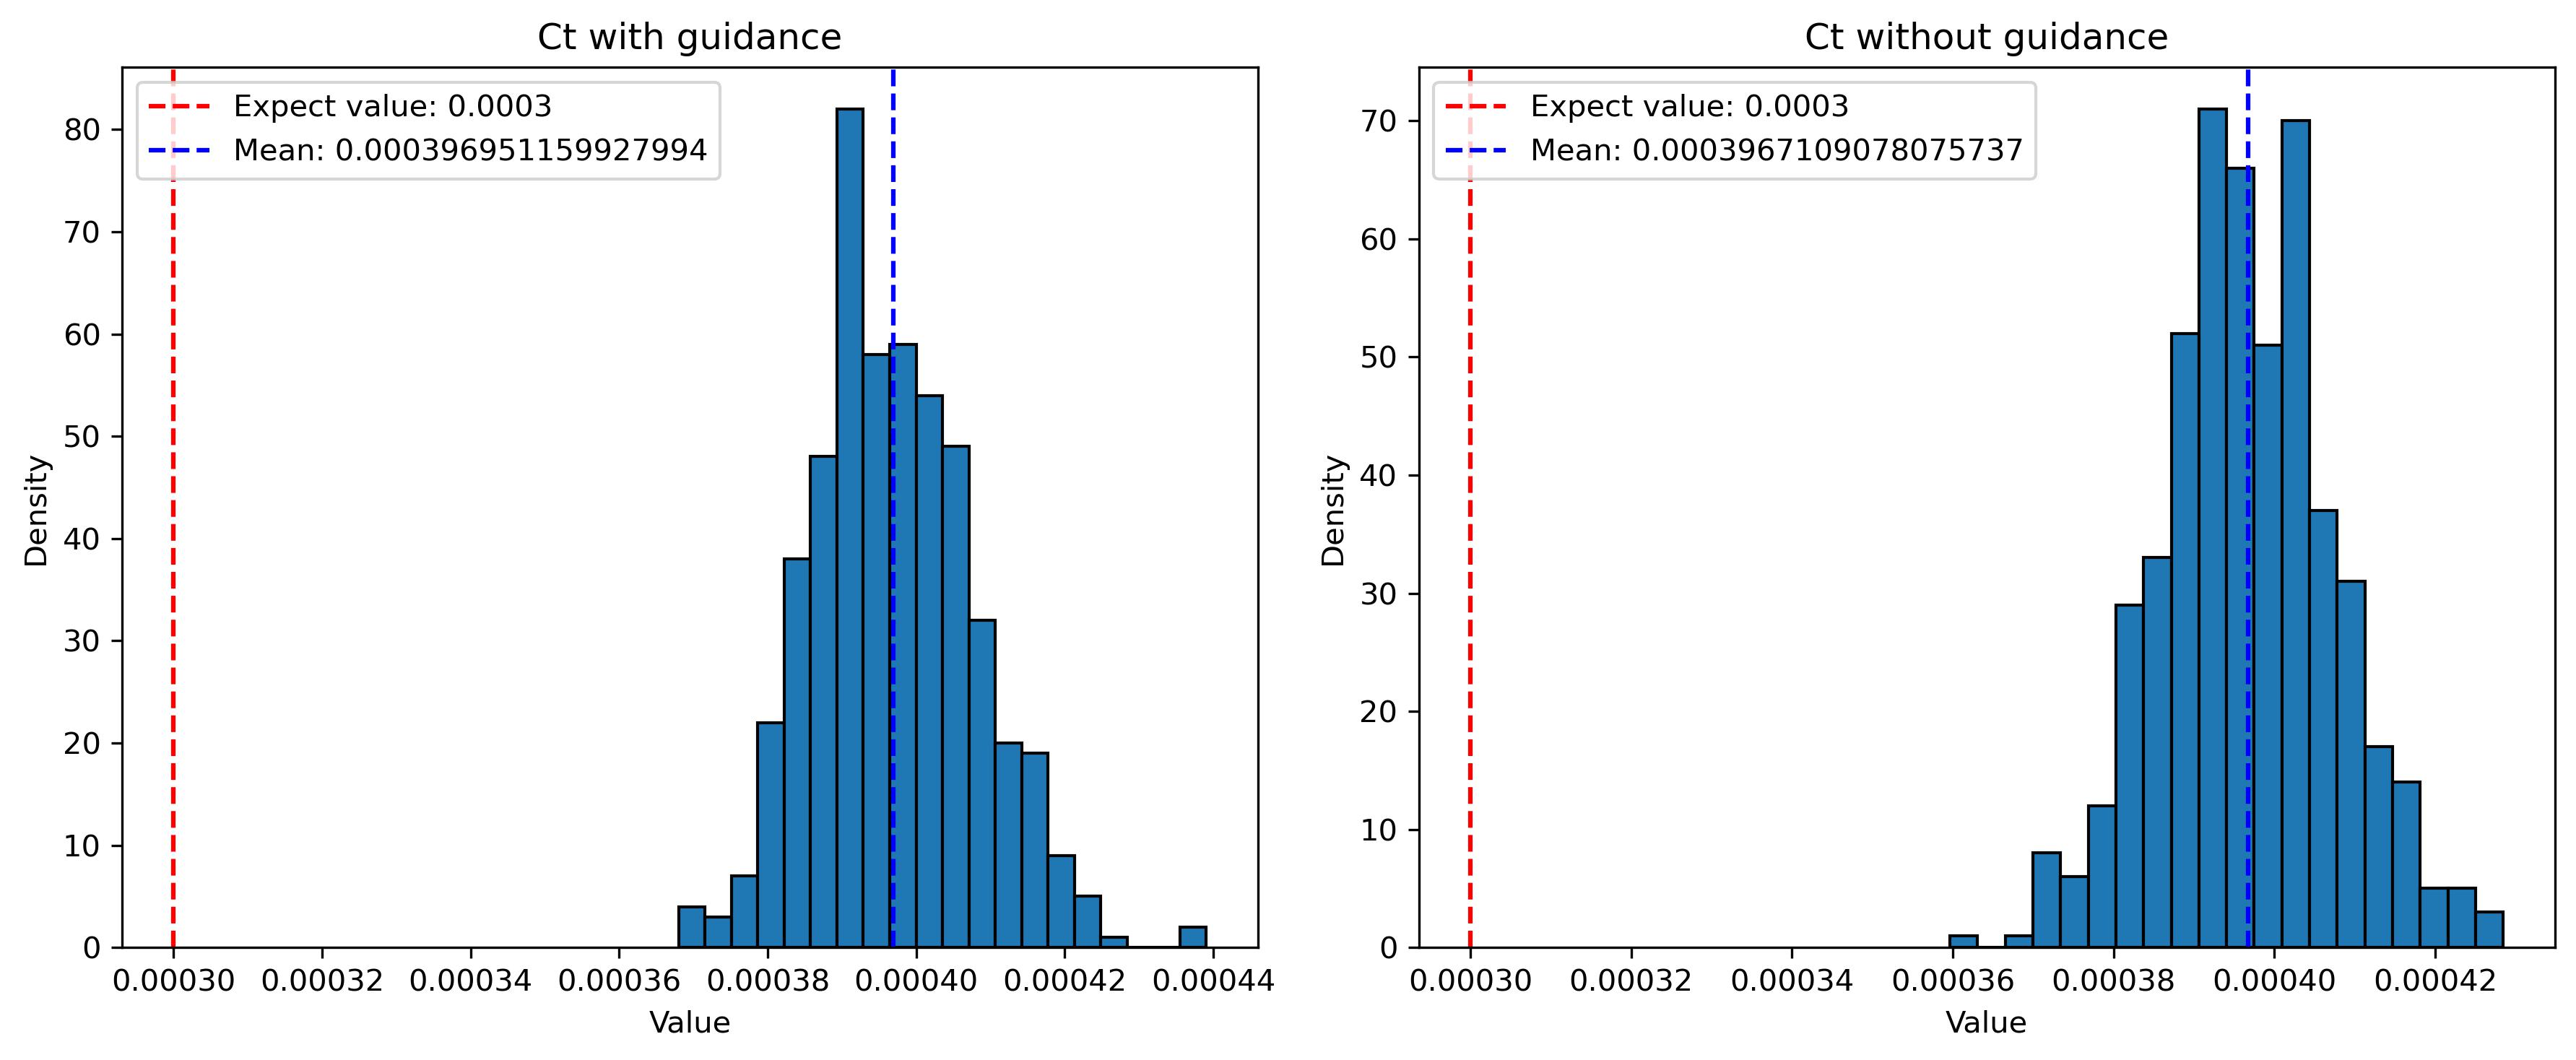 Ct with guidance
Expect value: 0.0003
Mean: 0.000396951159927994
Density
80
70
60
50
40
30
20
10
0
0.00030 0.00032 0.00034 0.00036 0.00038 0.00040 0.00042 0.00044
Value
Ct without guidance
Expect value: 0.0003
Mean: 0.0003967109078075737
Density
70
60
50
40
30
20
10
0
0.00030 0.00032 0.00034 0.00036 0.00038 0.00040 0.00042
Value